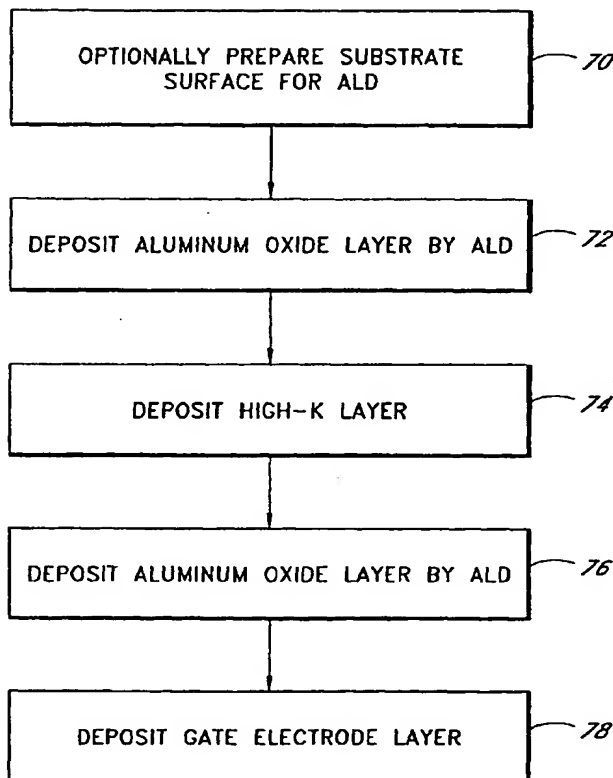 OPTIONALLY PREPARE SUBSTRATE
SURFACE FOR ALD
70
DEPOSIT ALUMINUM OXIDE LAYER BY ALD
72
DEPOSIT HIGH-K LAYER
74
DEPOSIT ALUMINUM OXIDE LAYER BY ALD
76
DEPOSIT GATE ELECTRODE LAYER
78